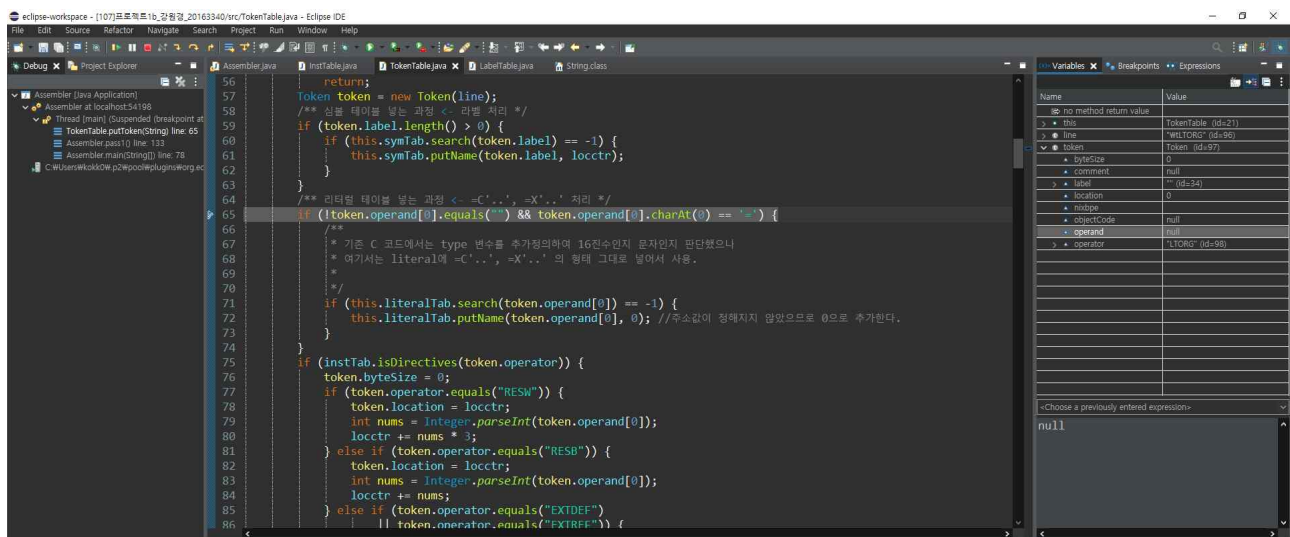 eclipse-workspace - [107]프로젝트1b_강원경_20163340/src/TokenTable.java - Eclipse IDE
File Edit Source Refactor Navigate Search Project Run Window Help
Debug Project Explorer
Assembler [Java Application]
Assembler at localhost:54198
Thread [main] (Suspended (breakpoint at
TokenTable.putToken(String) line: 65
Assembler.pass1() line: 133
Assembler.main(String[]) line: 78
C:₩Users₩kokk0₩.p2₩pool₩plugins₩org.ec
Assembler.java InstTable.java TokenTable.java LabelTable.java String.class
56 return;
57 Token token = new Token(line);
58 /** 심볼 테이블 넣는 과정 <- 라벨 처리 */
59 if (token.label.length() > 0) {
60 if (this.symTab.search(token.label) == -1) {
61 this.symTab.putName(token.label, locctr);
62 }
63 }
64 /** 리터럴 테이블 넣는 과정 <- =C'..', =X'..' 처리 */
65 if (!token.operand[0].equals("") && token.operand[0].charAt(0) == '=') {
66 /**
67 * 기존 C 코드에서는 type 변수를 추가정의하여 16진수인지 문자인지 판단했으나
68 * 여기서는 literal에 =C'..', =X'..' 의 형태 그대로 넣어서 사용.
69 *
70 */
71 if (this.literalTab.search(token.operand[0]) == -1) {
72 this.literalTab.putName(token.operand[0], 0); //주소값이 정해지지 않았으므로 0으로 추가한다.
73 }
74 }
75 if (instTab.isDirectives(token.operator)) {
76 token.byteSize = 0;
77 if (token.operator.equals("RESW")) {
78 token.location = locctr;
79 int nums = Integer.parseInt(token.operand[0]);
80 locctr += nums * 3;
81 } else if (token.operator.equals("RESB")) {
82 token.location = locctr;
83 int nums = Integer.parseInt(token.operand[0]);
84 locctr += nums;
85 } else if (token.operator.equals("EXTDEF")
86 || token.operator.equals("EXTREF")) {
Variables Breakpoints Expressions
Name Value
no method return value
this TokenTable (id=21)
line "₩tLTORG" (id=96)
token Token (id=97)
byteSize 0
comment null
label "" (id=34)
location 0
nixbpe
objectCode null
operand null
operator "LTORG" (id=98)
<Choose a previously entered expression>
null